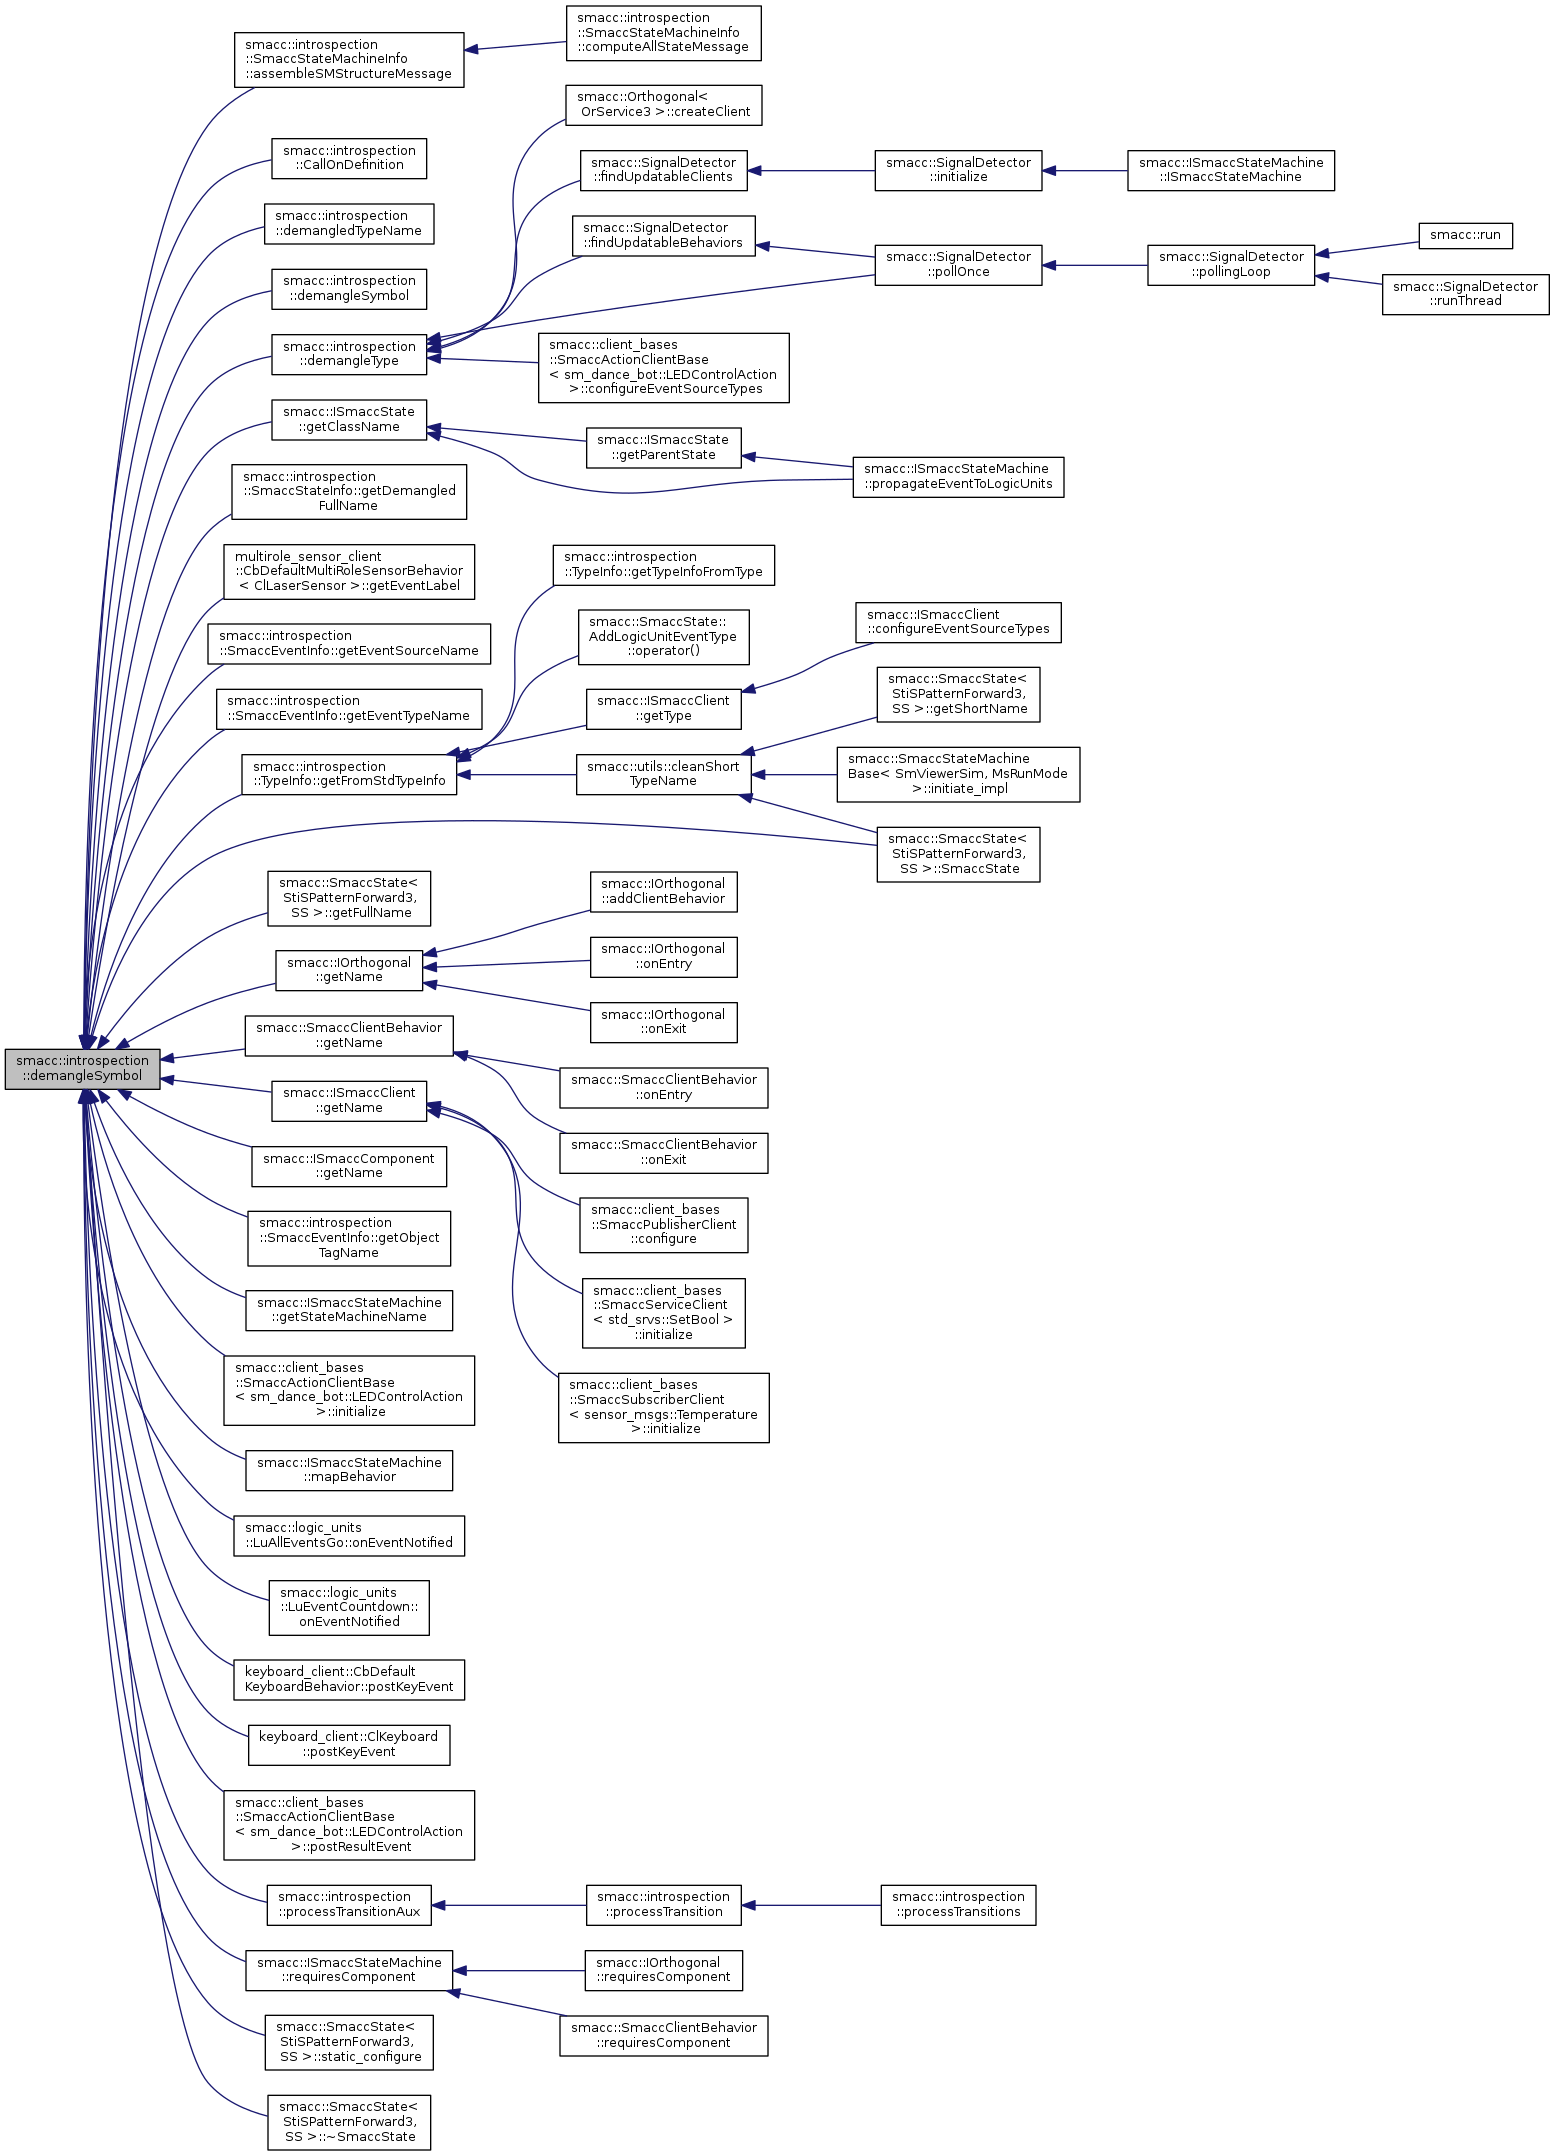 smacc::introspection
::SmaccStateMachineInfo
::computeAllStateMessage
smacc::introspection
::SmaccStateMachineInfo
::assembleSMStructureMessage
smacc::Orthogonal<
OrService3 >::createClient
smacc::introspection
::CallOnDefinition
smacc::SignalDetector
::findUpdatableClients
smacc::SignalDetector
::initialize
smacc::ISmaccStateMachine
::ISmaccStateMachine
smacc::introspection
::demangledTypeName
smacc::SignalDetector
::findUpdatableBehaviors
smacc::run
smacc::introspection
::demangleSymbol
smacc::SignalDetector
::pollOnce
smacc::SignalDetector
::pollingLoop
smacc::SignalDetector
::runThread
smacc::introspection
::demangleType
smacc::client_bases
::SmaccActionClientBase
< sm_dance_bot::LEDControlAction
>::configureEventSourceTypes
smacc::ISmaccState
::getClassName
smacc::ISmaccState
::getParentState
smacc::ISmaccStateMachine
::propagateEventToLogicUnits
smacc::introspection
::SmaccStateInfo::getDemangled
FullName
multirole_sensor_client
::CbDefaultMultiRoleSensorBehavior
< ClLaserSensor >::getEventLabel
smacc::introspection
::TypeInfo::getTypeInfoFromType
smacc::introspection
::SmaccEventInfo::getEventSourceName
smacc::SmaccState::
AddLogicUnitEventType
::operator()
smacc::ISmaccClient
::configureEventSourceTypes
smacc::introspection
::SmaccEventInfo::getEventTypeName
smacc::ISmaccClient
::getType
smacc::SmaccState<
StiSPatternForward3,
SS >::getShortName
smacc::introspection
::TypeInfo::getFromStdTypeInfo
smacc::utils::cleanShort
TypeName
smacc::SmaccStateMachine
Base< SmViewerSim, MsRunMode
>::initiate_impl
smacc::SmaccState<
StiSPatternForward3,
SS >::SmaccState
smacc::SmaccState<
StiSPatternForward3,
SS >::getFullName
smacc::IOrthogonal
::addClientBehavior
smacc::IOrthogonal
::getName
smacc::IOrthogonal
::onEntry
smacc::IOrthogonal
::onExit
smacc::SmaccClientBehavior
::getName
smacc::introspection
::demangleSymbol
smacc::SmaccClientBehavior
::onEntry
smacc::ISmaccClient
::getName
smacc::SmaccClientBehavior
::onExit
smacc::ISmaccComponent
::getName
smacc::client_bases
::SmaccPublisherClient
::configure
smacc::introspection
::SmaccEventInfo::getObject
TagName
smacc::client_bases
::SmaccServiceClient
< std_srvs::SetBool >
::initialize
smacc::ISmaccStateMachine
::getStateMachineName
smacc::client_bases
::SmaccActionClientBase
< sm_dance_bot::LEDControlAction
>::initialize
smacc::client_bases
::SmaccSubscriberClient
< sensor_msgs::Temperature
>::initialize
smacc::ISmaccStateMachine
::mapBehavior
smacc::logic_units
::LuAllEventsGo::onEventNotified
smacc::logic_units
::LuEventCountdown::
onEventNotified
keyboard_client::CbDefault
KeyboardBehavior::postKeyEvent
keyboard_client::ClKeyboard
::postKeyEvent
smacc::client_bases
::SmaccActionClientBase
< sm_dance_bot::LEDControlAction
>::postResultEvent
smacc::introspection
::processTransitionAux
smacc::introspection
::processTransition
smacc::introspection
::processTransitions
smacc::ISmaccStateMachine
::requiresComponent
smacc::IOrthogonal
::requiresComponent
smacc::SmaccClientBehavior
::requiresComponent
smacc::SmaccState<
StiSPatternForward3,
SS >::static_configure
smacc::SmaccState<
StiSPatternForward3,
SS >::~SmaccState